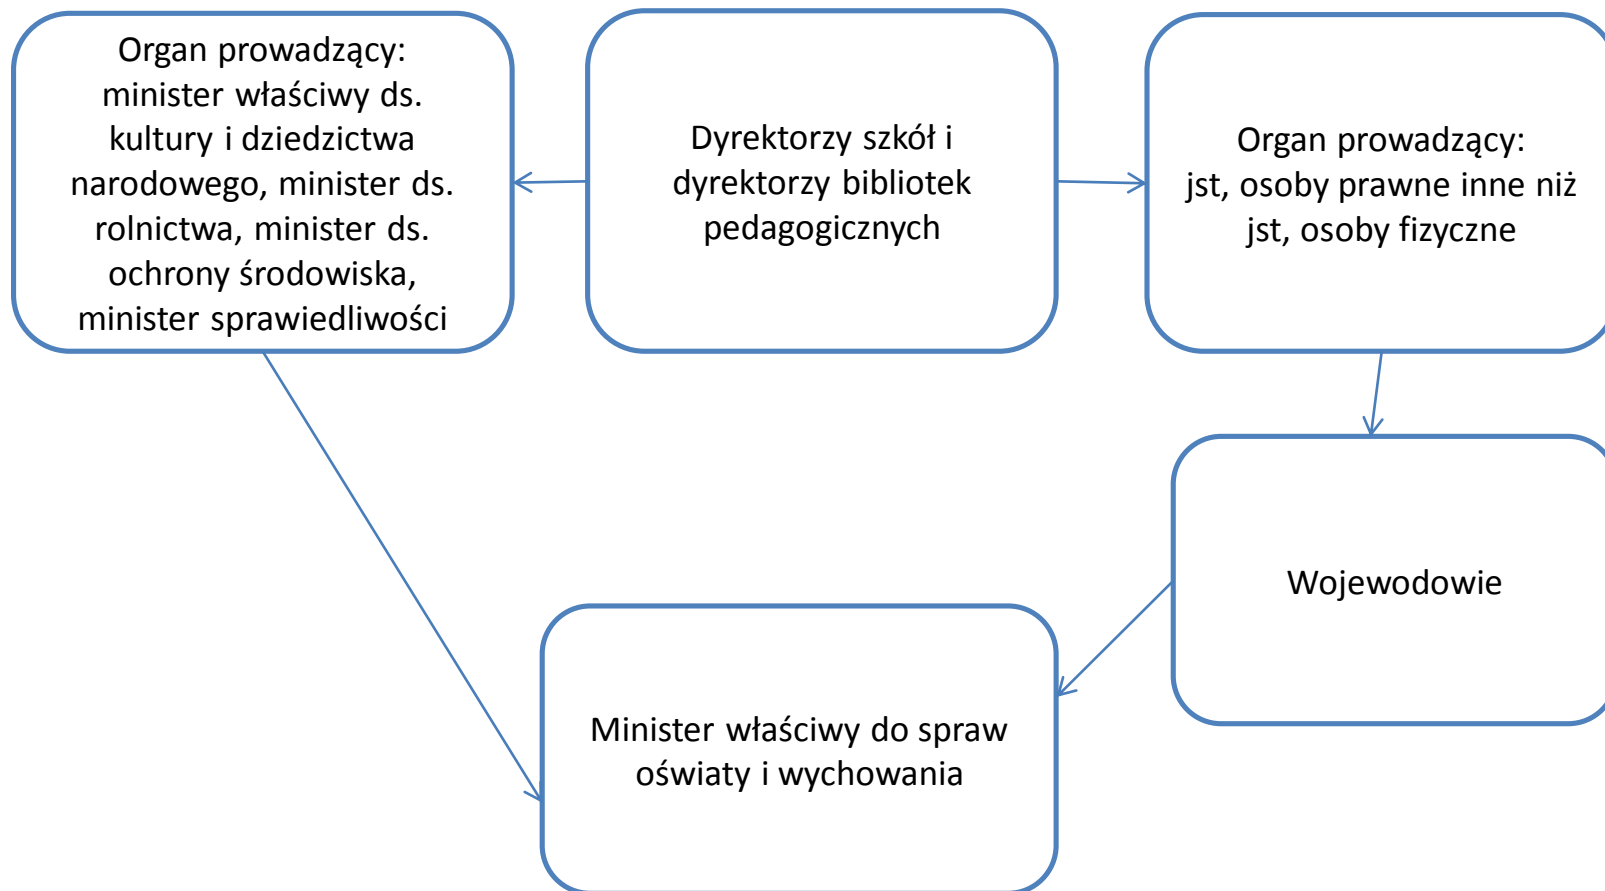 Organ prowadzący:
minister właściwy ds.
kultury i dziedzictwa
narodowego, minister ds.
rolnictwa, minister ds.
ochrony środowiska,
minister sprawiedliwości
Dyrektorzy szkół i
dyrektorzy bibliotek
pedagogicznych
Organ prowadzący:
jst, osoby prawne inne niż
jst, osoby fizyczne
Wojewodowie
Minister właściwy do spraw
oświaty i wychowania